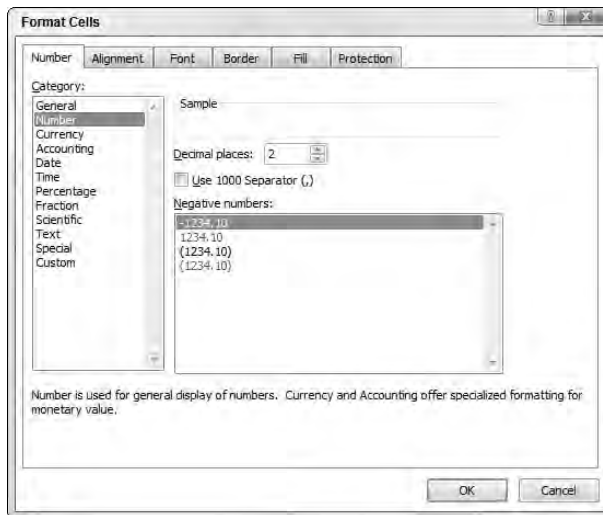 Format Cells
Number Alignment Font Border Fill Protection
Category:
General
Number
Currency
Accounting
Date
Time
Percentage
Fraction
Scientific
Text
Special
Custom
Sample
Decimal places: 2
Use 1000 Separator (,)
Negative numbers:
-1234.10
1234.10
(1234.10)
(1234.10)
Number is used for general display of numbers. Currency and Accounting offer specialized formatting for
monetary value.
OK Cancel